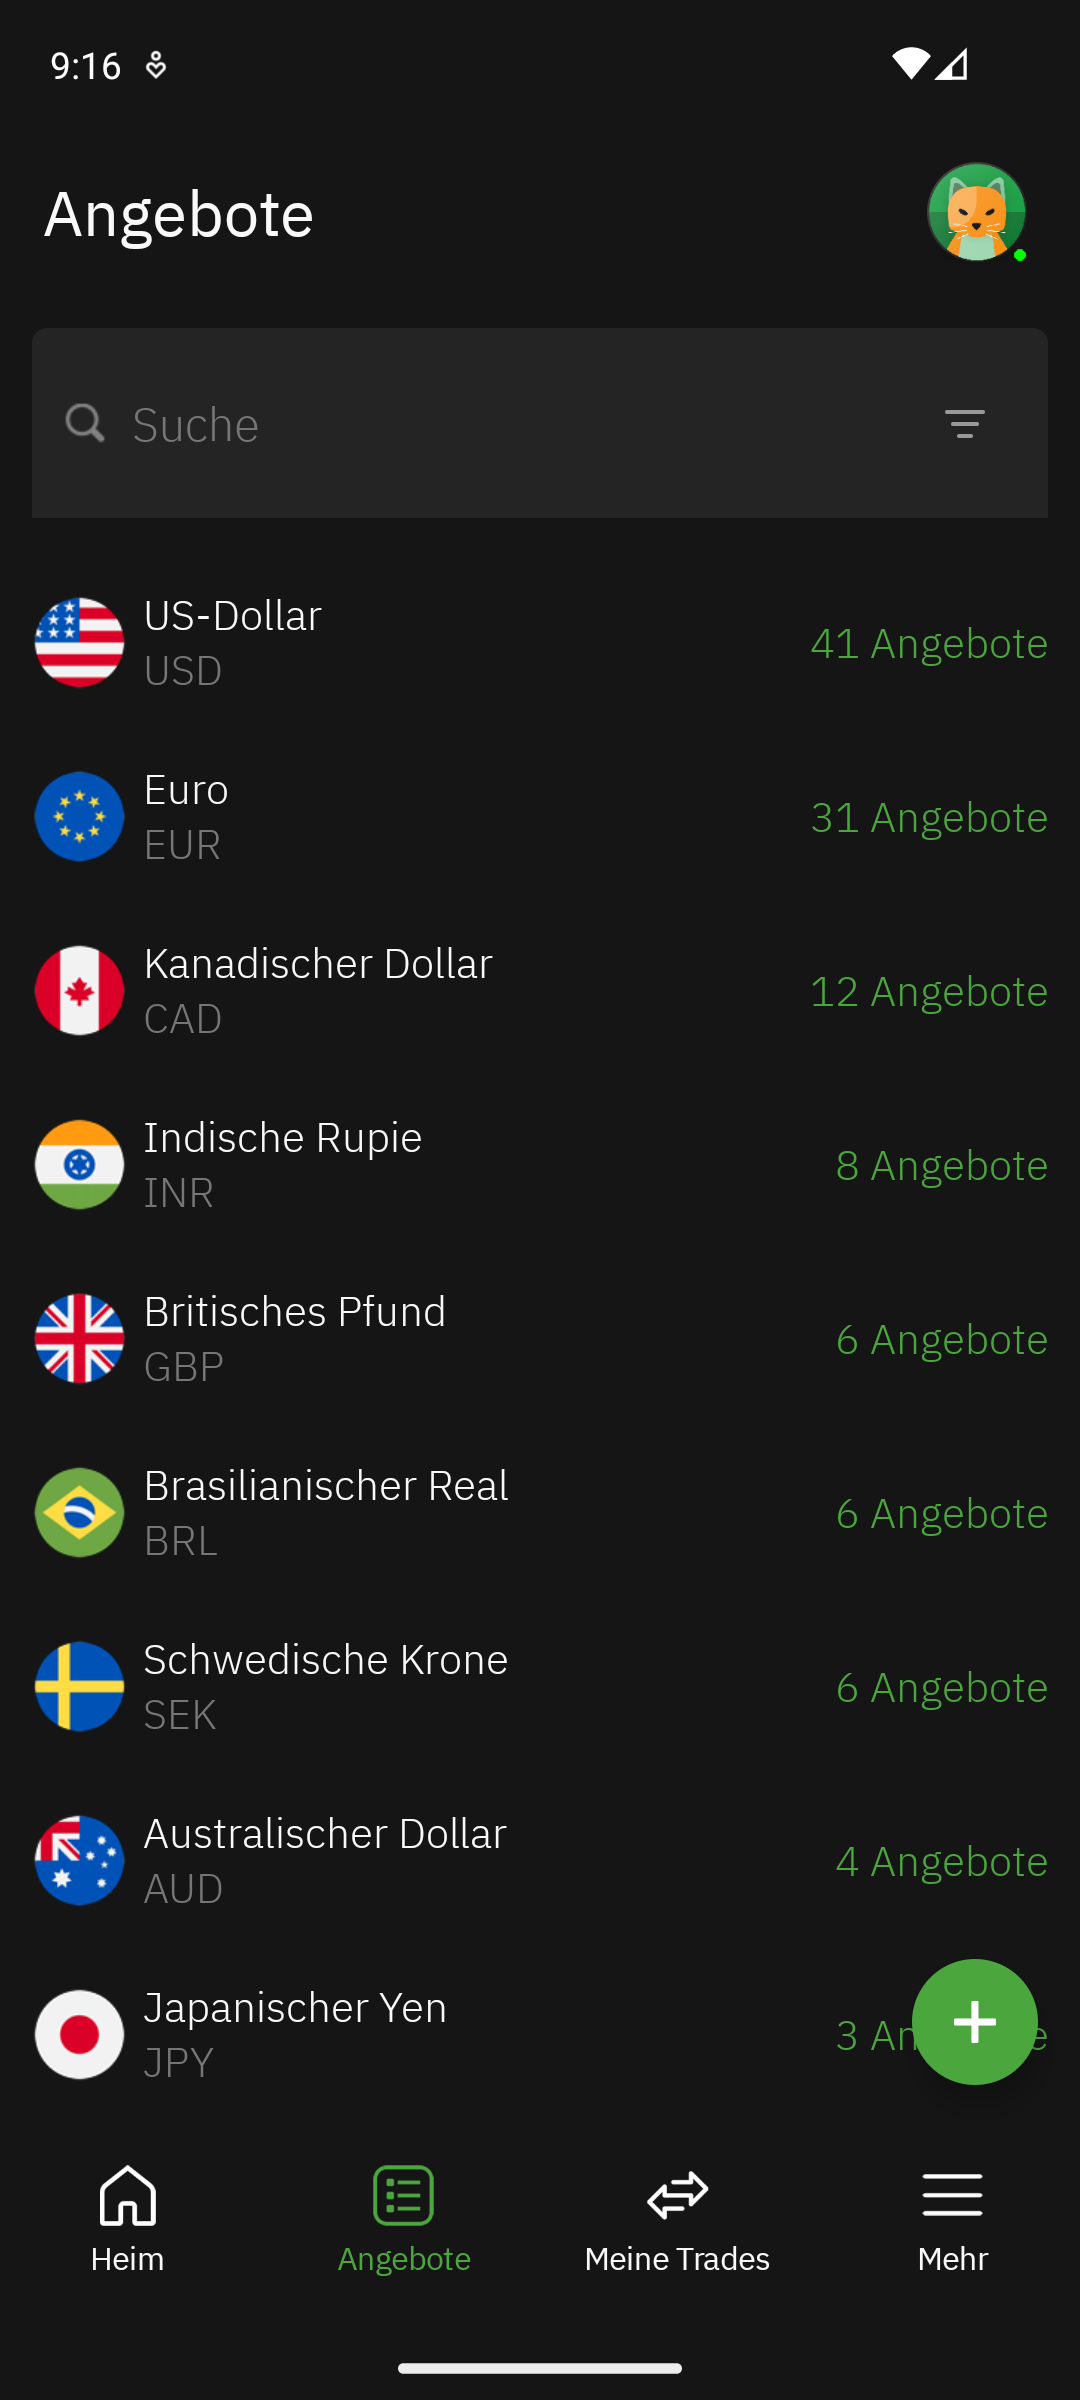 9:16
Angebote
Suche
US-Dollar
USD
41 Angebote
Euro
EUR
31 Angebote
Kanadischer Dollar
CAD
12 Angebote
Indische Rupie
INR
8 Angebote
Britisches Pfund
GBP
6 Angebote
Brasilianischer Real
BRL
6 Angebote
Schwedische Krone
SEK
6 Angebote
Australischer Dollar
AUD
4 Angebote
Japanischer Yen
JPY
3
Heim
Angebote
Meine Trades
Mehr